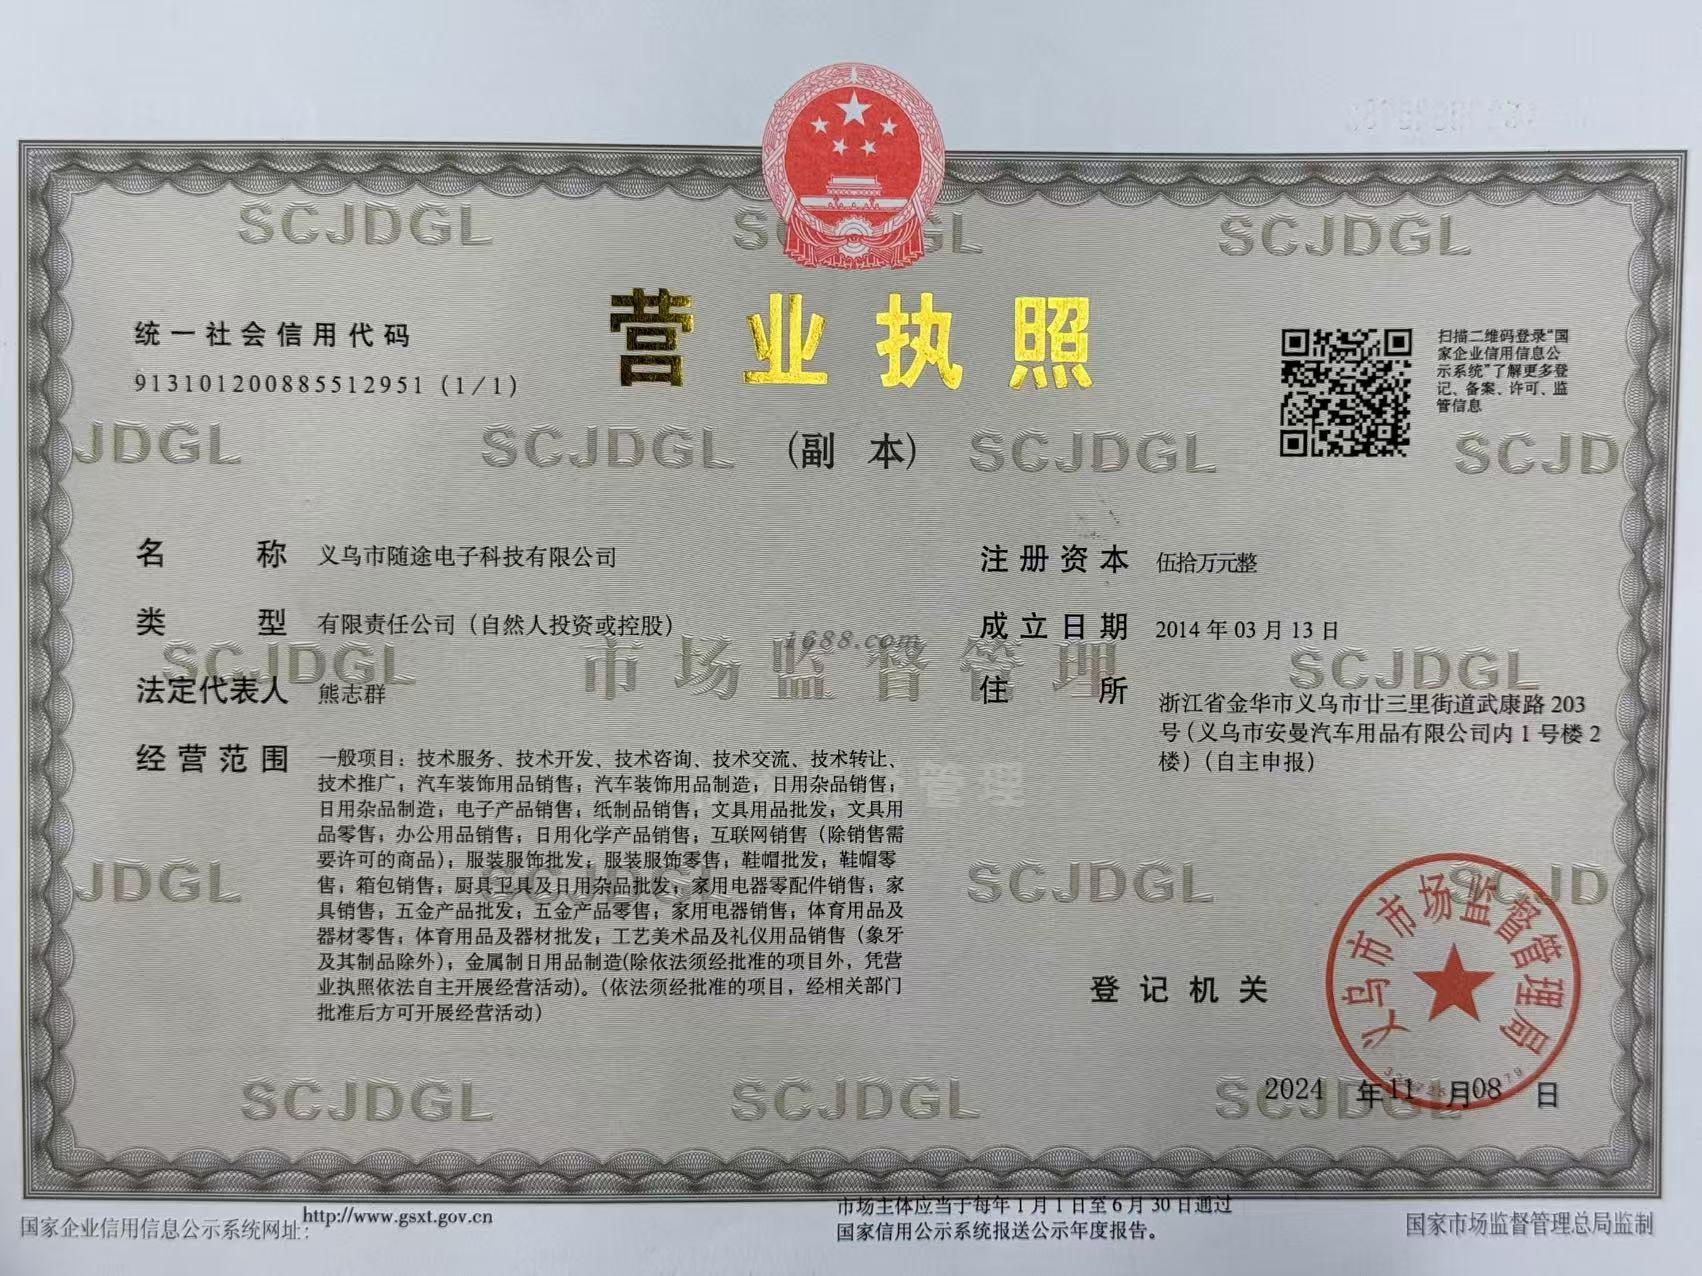 统一社会信用代码
913101200885512951 (1/1)
营业执照
(副 本)
扫描二维码登录“国
家企业信用信息公
示系统”了解更多登
记、备案、许可、监
管信息
名 称 义乌市随途电子科技有限公司
类 型 有限责任公司（自然人投资或控股）
法定代表人 熊志群
经营范围 一般项目：技术服务、技术开发、技术咨询、技术交流、技术转让、
技术推广；汽车装饰用品销售；汽车装饰用品制造；日用杂品销售；
日用杂品制造；电子产品销售；纸制品销售；文具用品批发；文具用
品零售；办公用品销售；日用化学产品销售；互联网销售（除销售需
要许可的商品）；服装服饰批发；服装服饰零售；鞋帽批发；鞋帽零
售；箱包销售；厨具卫具及日用杂品批发；家用电器零配件销售；家
具销售；五金产品批发；五金产品零售；家用电器销售；体育用品及
器材零售；体育用品及器材批发；工艺美术品及礼仪用品销售（象牙
及其制品除外）；金属制日用品制造(除依法须经批准的项目外，凭营
业执照依法自主开展经营活动)。(依法须经批准的项目，经相关部门
批准后方可开展经营活动)
注册资本 伍拾万元整
成立日期 2014年03月13日
住 所 浙江省金华市义乌市廿三里街道武康路203
号（义乌市安曼汽车用品有限公司内1号楼2
楼）（自主申报）
1688.com
市场监督管理
SCJDGL
登记机关
义乌市市场监督管理局
2024 年11 月08 日
国家企业信用信息公示系统网址：http://www.gsxt.gov.cn
市场主体应当于每年1月1日至6月30日通过
国家信用公示系统报送公示年度报告。
国家市场监督管理总局监制